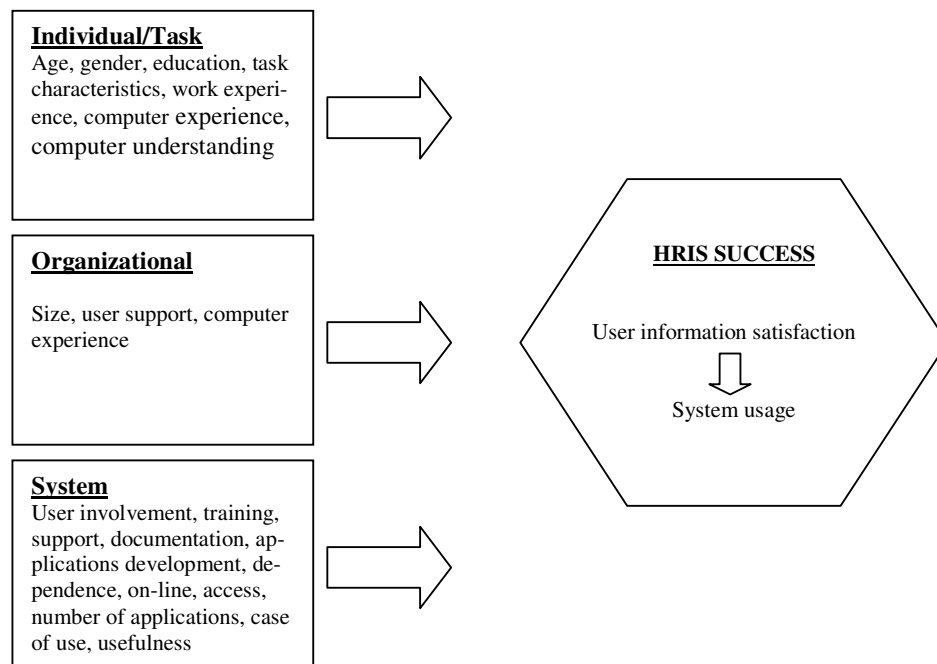 Individual/Task
Age, gender, education, task
characteristics, work experi-
ence, computer experience,
computer understanding
Organizational
Size, user support, computer
experience
System
User involvement, training,
support, documentation, ap-
plications development, de-
pendence, on-line, access,
number of applications, case
of use, usefulness
HRIS SUCCESS
User information satisfaction
System usage